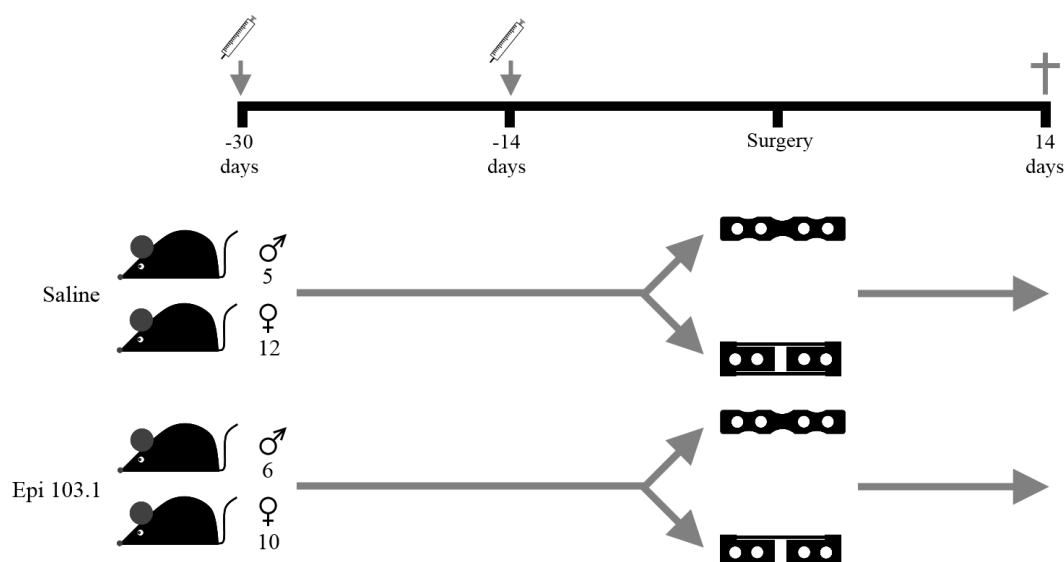 -30
days
-14
days
Surgery
14
days
Saline
♂
5
♀
12
Epi 103.1
♂
6
♀
10